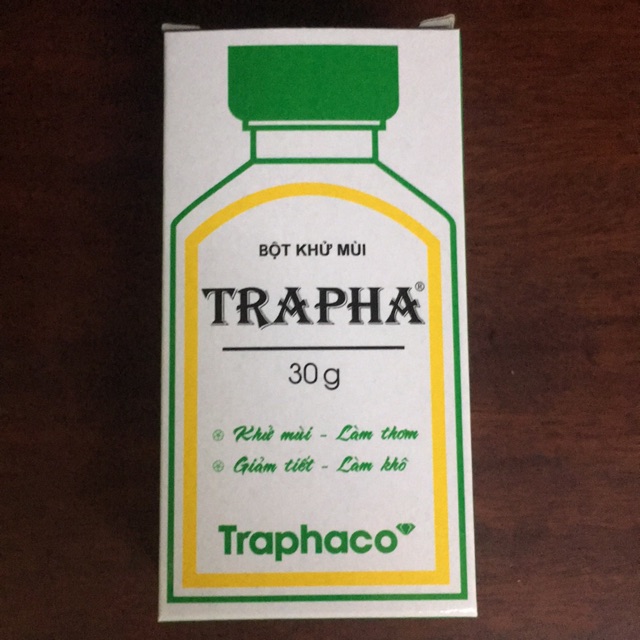 BỘT KHỬ MÙI
TRAPHA®
30g
Khử mùi - Làm thơm
Giảm tiết - Làm khô
Traphaco